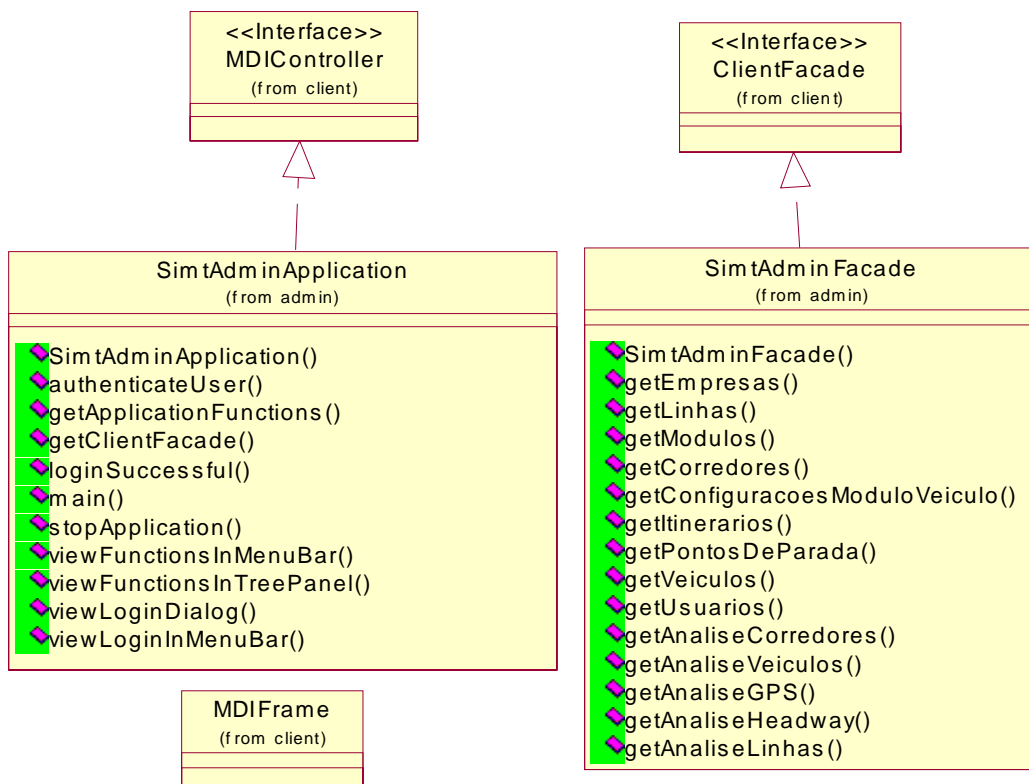 <<Interface>>
MDIController
(from client)
<<Interface>>
ClientFacade
(from client)
SimtAdminApplication
(from admin)
SimtAdminApplication()
authenticateUser()
getApplicationFunctions()
getClientFacade()
loginSuccessful()
main()
stopApplication()
viewFunctionsInMenuBar()
viewFunctionsInTreePanel()
viewLoginDialog()
viewLoginInMenuBar()
SimtAdminFacade
(from admin)
SimtAdminFacade()
getEmpresas()
getLinhas()
getModulos()
getCorredores()
getConfiguracoesModuloVeiculo()
getItinerarios()
getPontosDeParada()
getVeiculos()
getUsuarios()
getAnaliseCorredores()
getAnaliseVeiculos()
getAnaliseGPS()
getAnaliseHeadway()
getAnaliseLinhas()
MDIFrame
(from client)